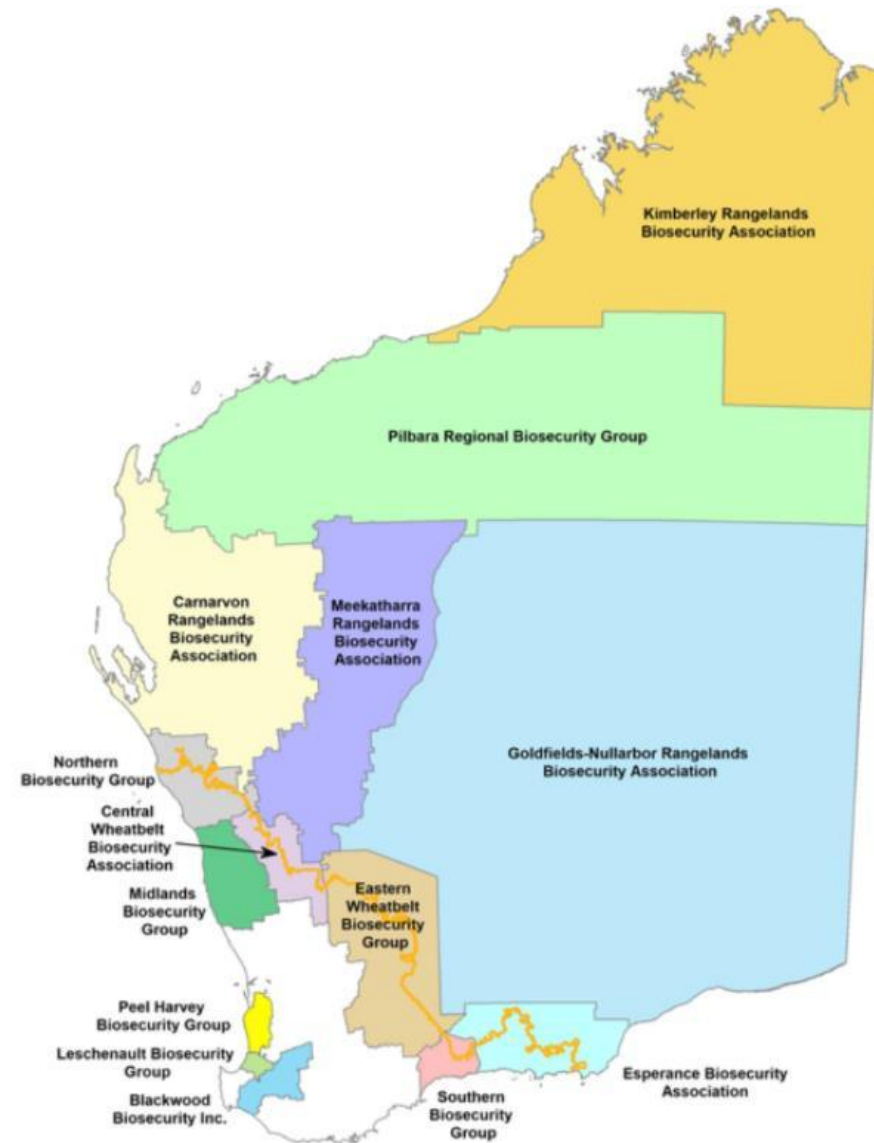 Kimberley Rangelands
Biosecurity Association
Pilbara Regional Biosecurity Group
Carnarvon
Rangelands
Biosecurity
Association
Meekatharra
Rangelands
Biosecurity
Association
Goldfields-Nullarbor Rangelands
Biosecurity Association
Northern
Biosecurity Group
Central
Wheatbelt
Biosecurity
Association
Midlands
Biosecurity
Group
Eastern
Wheatbelt
Biosecurity
Group
Peel Harvey
Biosecurity Group
Leschenault Biosecurity
Group
Blackwood
Biosecurity Inc.
Southern
Biosecurity
Group
Esperance Biosecurity
Association